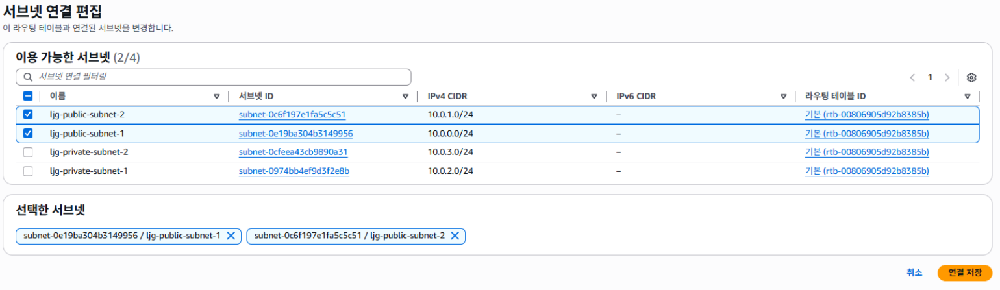 서브넷 연결 편집
이 라우팅 테이블과 연결된 서브넷을 변경합니다.
이용 가능한 서브넷 (2/4)
서브넷 연결 필터링
1
이름 서브넷 ID IPv4 CIDR IPv6 CIDR 라우팅 테이블 ID
ljg-public-subnet-2 subnet-0c6f197e1fa5c5c51 10.0.1.0/24 – 기본 (rtb-00806905d92b8385b)
ljg-public-subnet-1 subnet-0e19ba304b3149956 10.0.0.0/24 – 기본 (rtb-00806905d92b8385b)
ljg-private-subnet-2 subnet-0cfeea43cb9890a31 10.0.3.0/24 – 기본 (rtb-00806905d92b8385b)
ljg-private-subnet-1 subnet-0974bb4ef9d3f2e8b 10.0.2.0/24 – 기본 (rtb-00806905d92b8385b)
선택한 서브넷
subnet-0e19ba304b3149956 / ljg-public-subnet-1 subnet-0c6f197e1fa5c5c51 / ljg-public-subnet-2
취소 연결 저장